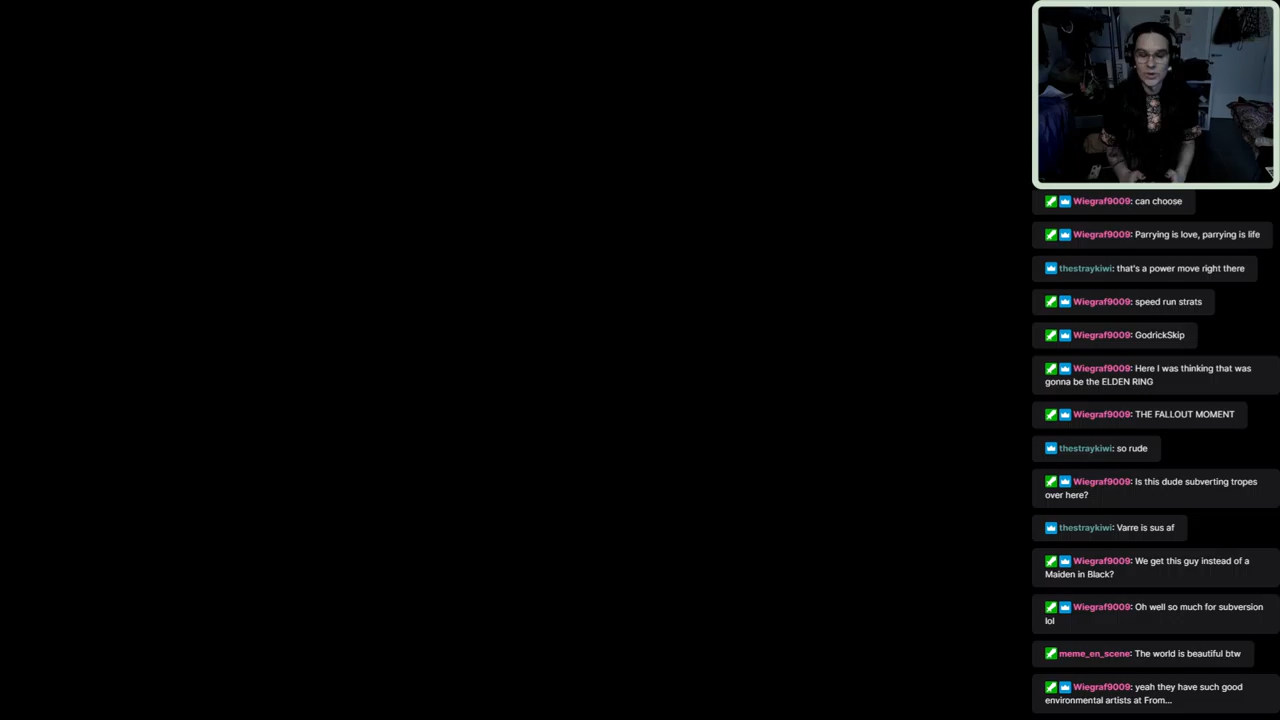 Wiegraf9009: can choose
Wiegraf9009: Parrying is love, parrying is life
thestraykiwi: that's a power move right there
Wiegraf9009: speed run strats
Wiegraf9009: GodrickSkip
Wiegraf9009: Here I was thinking that was
gonna be the ELDEN RING
Wiegraf9009: THE FALLOUT MOMENT
thestraykiwi: so rude
Wiegraf9009: Is this dude subverting tropes
over here?
thestraykiwi: Varre is sus af
Wiegraf9009: We get this guy instead of a
Maiden in Black?
Wiegraf9009: Oh well so much for subversion
lol
meme_en_scene: The world is beautiful btw
Wiegraf9009: yeah they have such good
environmental artists at From...